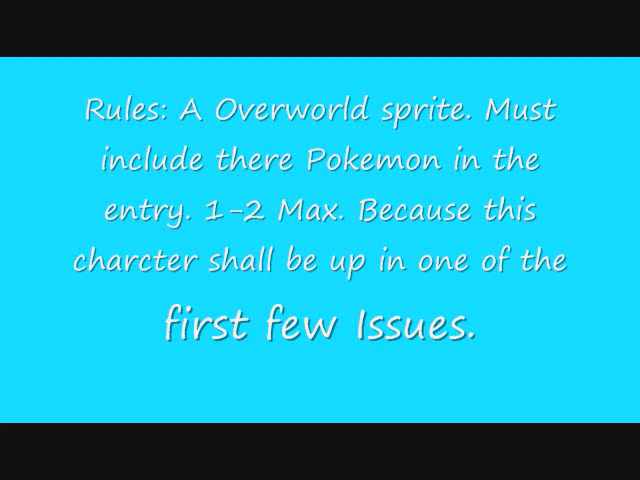 Rules: A Overworld sprite. Must
include there Pokemon in the
entry. 1-2 Max. Because this
charcter shall be up in one of the
first few Issues.